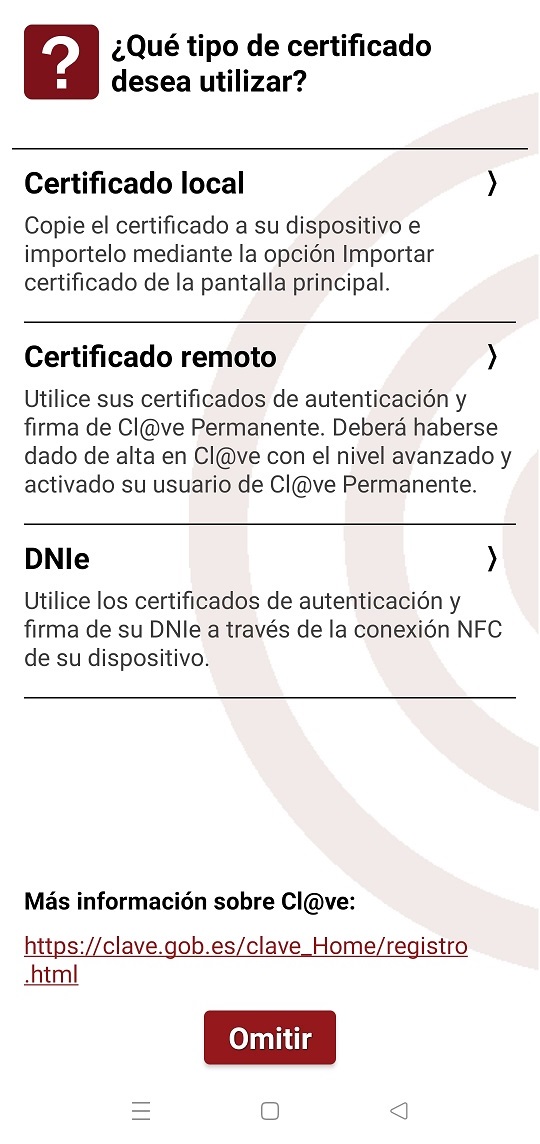 ?
¿Qué tipo de certificado
desea utilizar?
Certificado local
Copie el certificado a su dispositivo e
importelo mediante la opción Importar
certificado de la pantalla principal.
Certificado remoto
Utilice sus certificados de autenticación y
firma de Cl@ve Permanente. Deberá haberse
dado de alta en Cl@ve con el nivel avanzado y
activado su usuario de Cl@ve Permanente.
DNIe
Utilice los certificados de autenticación y
firma de su DNIe a través de la conexión NFC
de su dispositivo.
Más información sobre Cl@ve:
https://clave.gob.es/clave_Home/registro
.html
Omitir